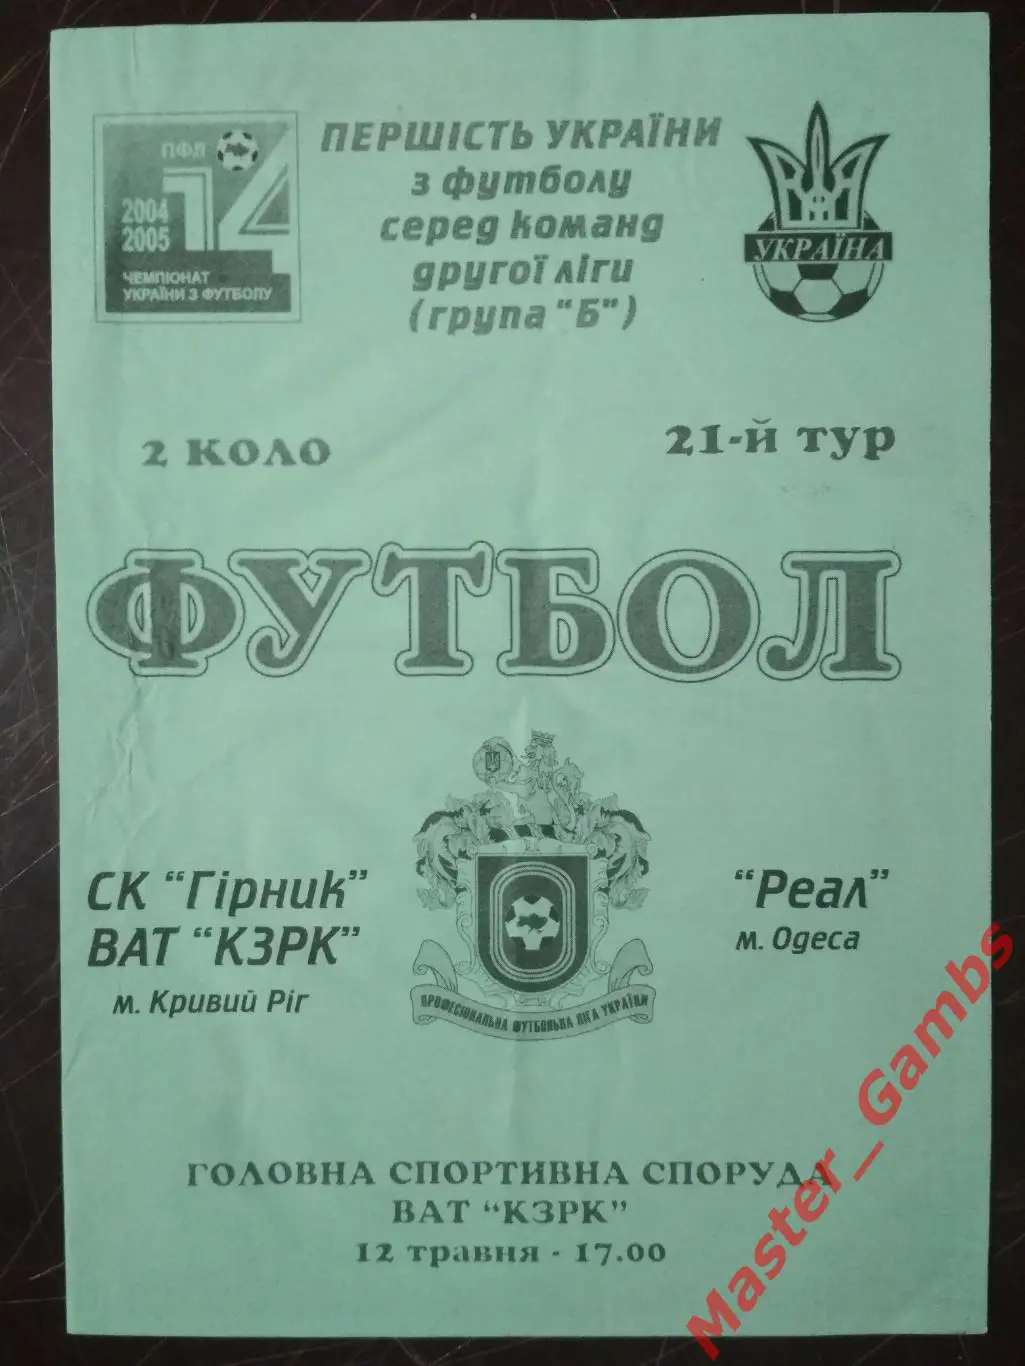 ПФЛ
14
2004
2005
ЧЕМПІОНАТ
УКРАЇНИ З ФУТБОЛУ
ПЕРШІСТЬ УКРАЇНИ
з футболу
серед команд
другої ліги
(група "Б")
УКРАЇНА
2 КОЛО
21-й тур
ФУТБОЛ
СК "Гірник"
ВАТ "КЗРК"
м. Кривий Ріг
"Реал"
м. Одеса
ПРОФЕСІОНАЛЬНА ФУТБОЛЬНА ЛІГА УКРАЇНИ
ГОЛОВНА СПОРТИВНА СПОРУДА
ВАТ "КЗРК"
12 травня - 17.00
Master_Gambs